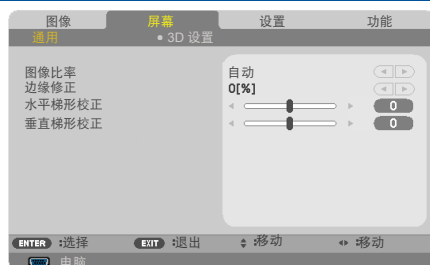 图像 屏幕 设置 功能
通用 • 3D 设置
图像比率 自动
边缘修正 0[%]
水平梯形校正 0
垂直梯形校正 0
ENTER :选择 EXIT :退出 :移动 :移动
电脑